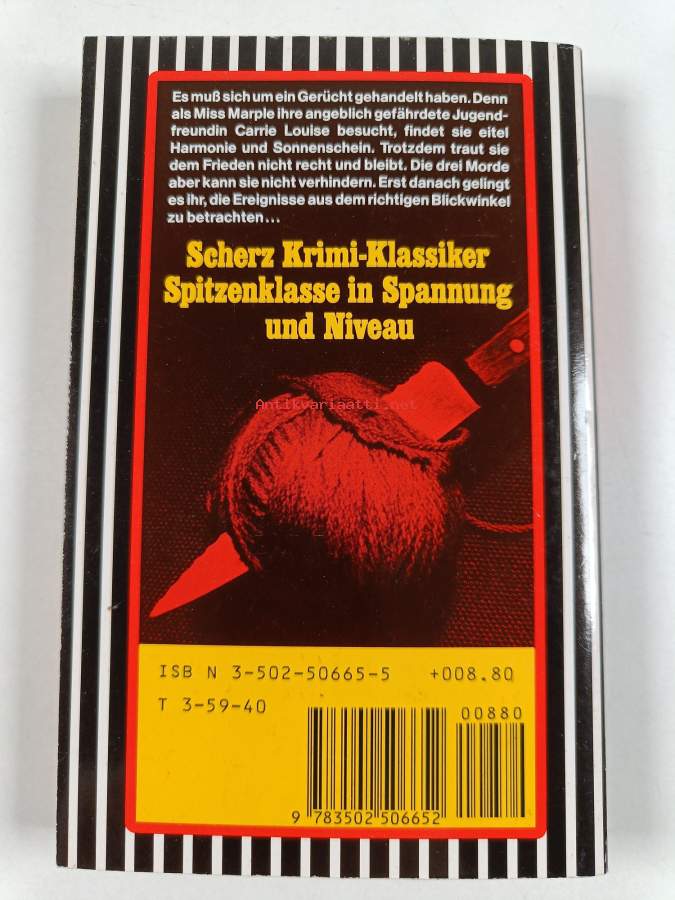 Es muß sich um ein Gerücht gehandelt haben. Denn
als Miss Marple ihre angeblich gefährdete Jugend-
freundin Carrie Louise besucht, findet sie eitel
Harmonie und Sonnenschein. Trotzdem traut sie
dem Frieden nicht recht und bleibt. Die drei Morde
aber kann sie nicht verhindern. Erst danach gelingt
es ihr, die Ereignisse aus dem richtigen Blickwinkel
zu betrachten...
Scherz Krimi-Klassiker
Spitzenklasse in Spannung
und Niveau
Antikvariaatti.net
ISB N 3-502-50665-5 +008.80
T 3-59-40
00880
9 783502 506652